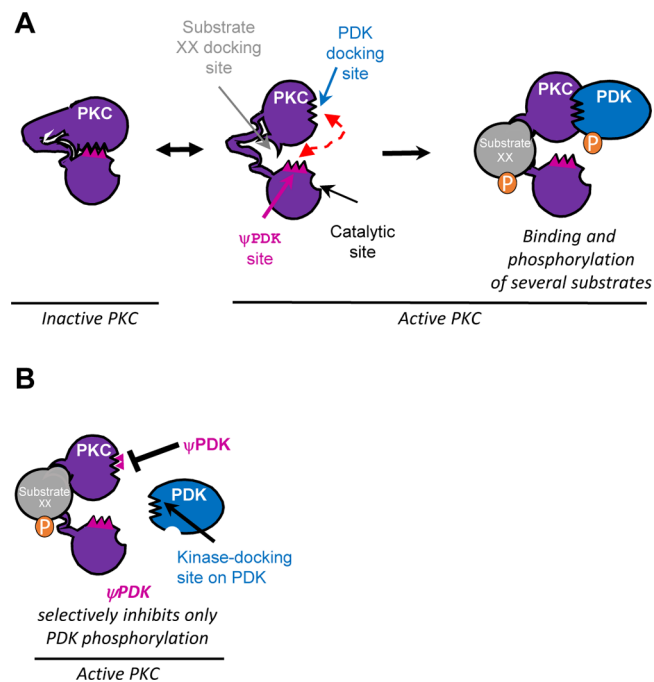 A
Substrate
XX docking
site
PDK
docking
site
PKC
PKC
PKC
PDK
Substrate
XX
P
P
ψPDK
site
Catalytic
site
Binding and
phosphorylation
of several substrates
Inactive PKC
Active PKC
B
PKC
ψPDK
Substrate
XX
P
PDK
Kinase-docking
site on PDK
ψPDK
selectively inhibits only
PDK phosphorylation
Active PKC